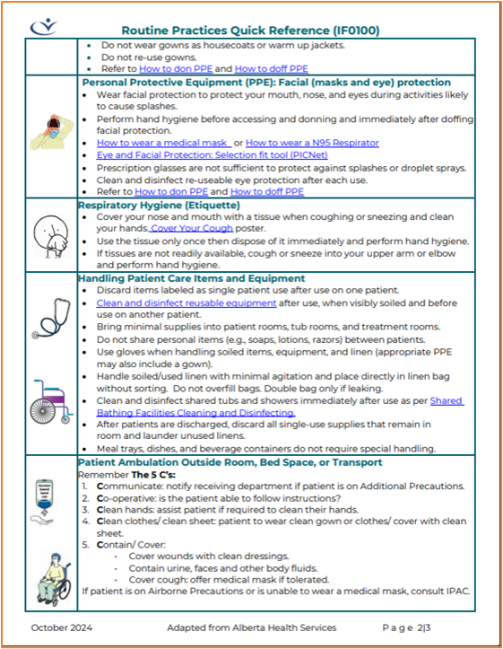 Routine Practices Quick Reference (IF0100)
• Do not wear gowns as housecoats or warm up jackets.
• Do not re-use gowns.
• Refer to How to don PPE and How to doff PPE
Personal Protective Equipment (PPE): Facial (masks and eye) protection
• Wear facial protection to protect your mouth, nose, and eyes during activities likely
to cause splashes.
• Perform hand hygiene before accessing and donning and immediately after doffing
facial protection.
• How to wear a medical mask or How to wear a N95 Respirator
• Eye and Facial Protection: Selection fit tool (PICNet)
• Prescription glasses are not sufficient to protect against splashes or droplet sprays.
• Clean and disinfect re-useable eye protection after each use.
• Refer to How to don PPE and How to doff PPE
Respiratory Hygiene (Etiquette)
• Cover your nose and mouth with a tissue when coughing or sneezing and clean
your hands. Cover Your Cough poster.
• Use the tissue only once then dispose of it immediately and perform hand hygiene.
• If tissues are not readily available, cough or sneeze into your upper arm or elbow
and perform hand hygiene.
Handling Patient Care Items and Equipment
• Discard items labeled as single patient use after use on one patient.
• Clean and disinfect reusable equipment after use, when visibly soiled and before
use on another patient.
• Bring minimal supplies into patient rooms, tub rooms, and treatment rooms.
• Do not share personal items (e.g., soaps, lotions, razors) between patients.
• Use gloves when handling soiled items, equipment, and linen (appropriate PPE
may also include a gown).
• Handle soiled/used linen with minimal agitation and place directly in linen bag
without sorting. Do not overfill bags. Double bag only if leaking.
• Clean and disinfect shared tubs and showers immediately after use as per Shared
Bathing Facilities Cleaning and Disinfecting.
• After patients are discharged, discard all single-use supplies that remain in
room and launder unused linens.
• Meal trays, dishes, and beverage containers do not require special handling.
Patient Ambulation Outside Room, Bed Space, or Transport
Remember The 5 C's:
1. Communicate: notify receiving department if patient is on Additional Precautions.
2. Co-operative: is the patient able to follow instructions?
3. Clean hands: assist patient if required to clean their hands.
4. Clean clothes/ clean sheet: patient to wear clean gown or clothes/ cover with clean
sheet.
5. Contain/ Cover:
• Cover wounds with clean dressings.
• Contain urine, faces and other body fluids.
• Cover cough: offer medical mask if tolerated.
If patient is on Airborne Precautions or is unable to wear a medical mask, consult IPAC.
October 2024 Adapted from Alberta Health Services Page 2|3